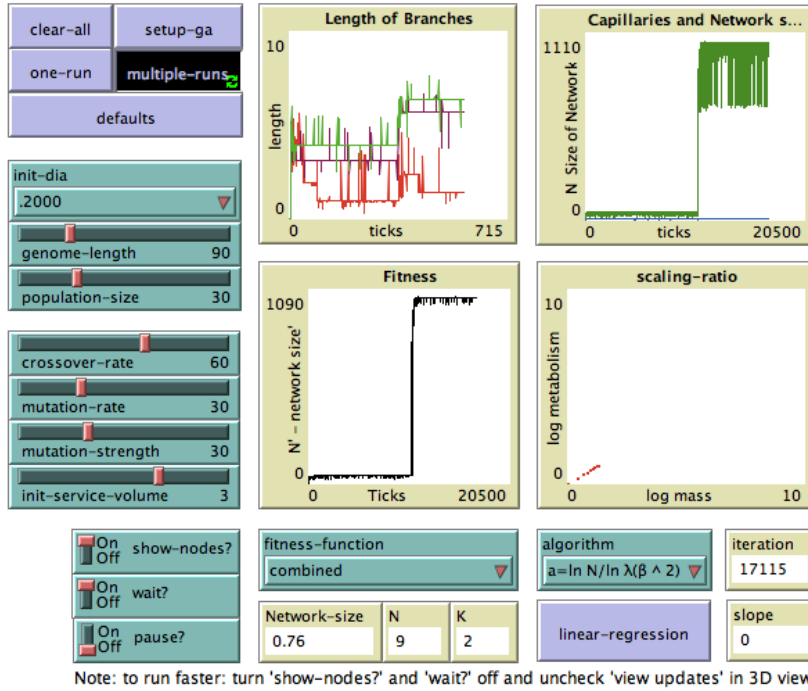 clear-all
setup-ga
one-run
multiple-runs
defaults
init-dia
.2000
genome-length 90
population-size 30
crossover-rate 60
mutation-rate 30
mutation-strength 30
init-service-volume 3
On
Off
show-nodes?
On
Off
wait?
On
Off
pause?
Length of Branches
10
length
0
0 ticks 715
Capillaries and Network s...
1110
N Size of Network
0
0 ticks 20500
Fitness
1090
N' - network size'
0
0 Ticks 20500
scaling-ratio
10
log metabolism
0
0 log mass 10
fitness-function
combined
algorithm
a=ln N/ln λ(β ^ 2)
iteration
17115
Network-size
0.76
N
9
K
2
linear-regression
slope
0
Note: to run faster: turn 'show-nodes?' and 'wait?' off and uncheck 'view updates' in 3D view